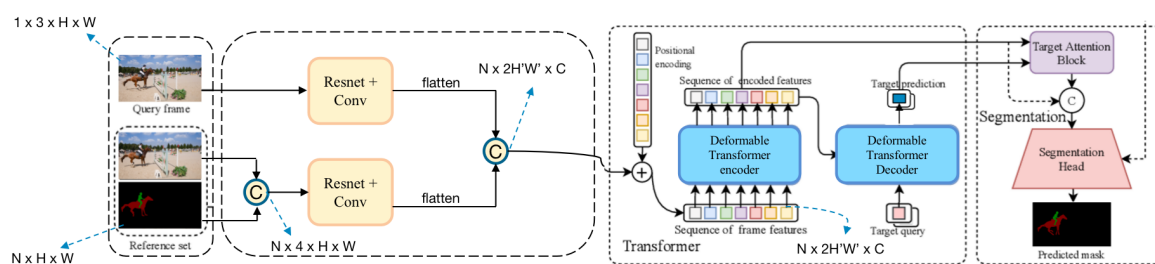 1 x 3 x H x W
Query frame
Reference set
N x H x W
Resnet +
Conv
flatten
N x 2H'W' x C
C
C
Resnet +
Conv
flatten
N x 4 x H x W
Positional
encoding
Sequence of encoded features
Deformable
Transformer
encoder
+
Sequence of frame features
Transformer
N x 2H'W' x C
Target prediction
Deformable
Transformer
Decoder
Target query
Target Attention
Block
C
Segmentation
Segmentation
Head
Predicted mask